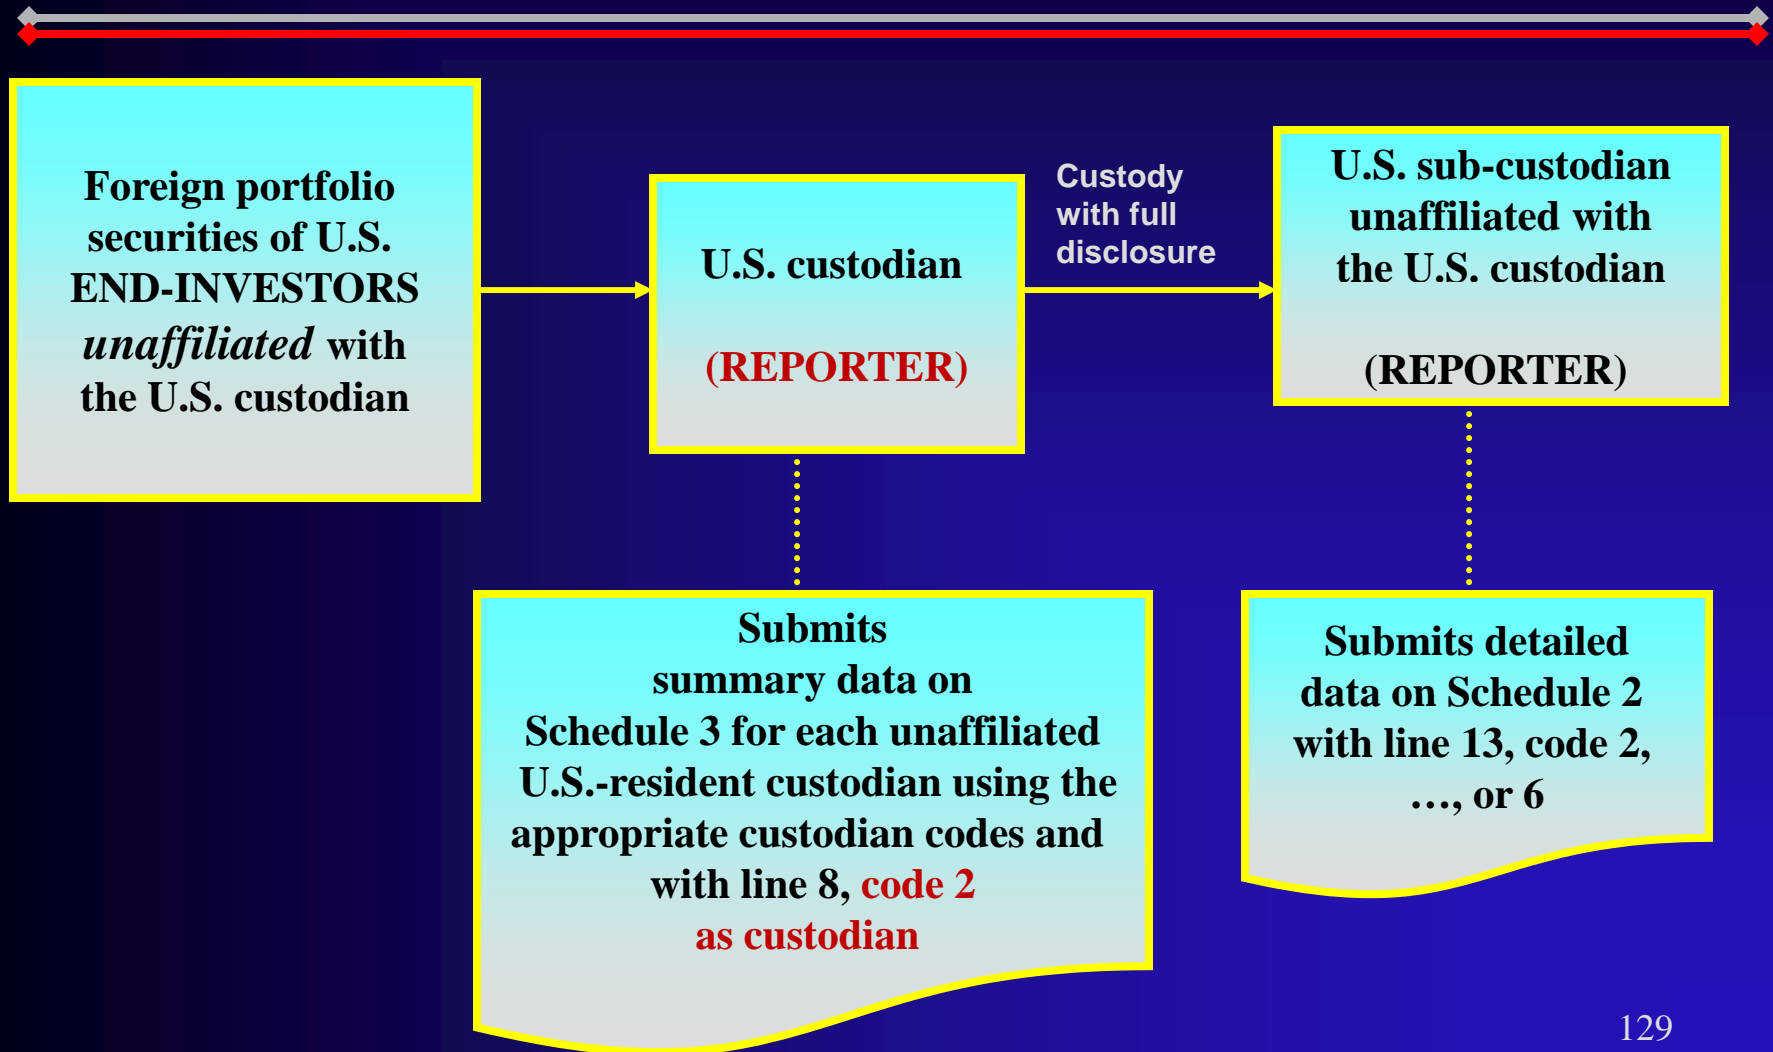 Foreign portfolio
securities of U.S.
END-INVESTORS
unaffiliated with
the U.S. custodian
U.S. custodian
(REPORTER)
Custody
with full
disclosure
U.S. sub-custodian
unaffiliated with
the U.S. custodian
(REPORTER)
Submits
summary data on
Schedule 3 for each unaffiliated
U.S.-resident custodian using the
appropriate custodian codes and
with line 8, code 2
as custodian
Submits detailed
data on Schedule 2
with line 13, code 2,
…, or 6
129